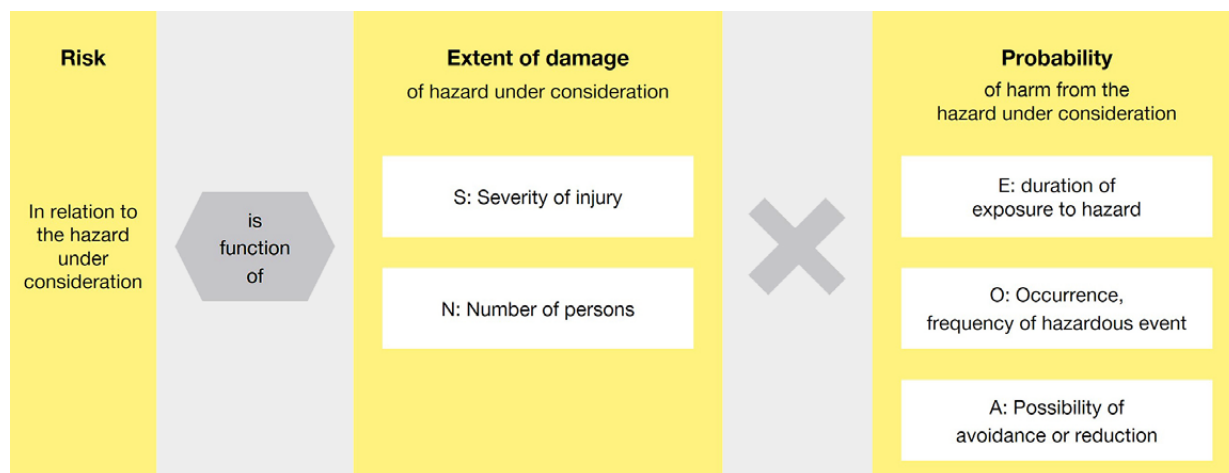 Risk
In relation to
the hazard
under
consideration
is
function
of
Extent of damage
of hazard under consideration
S: Severity of injury
N: Number of persons
Probability
of harm from the
hazard under consideration
E: duration of
exposure to hazard
O: Occurrence,
frequency of hazardous event
A: Possibility of
avoidance or reduction